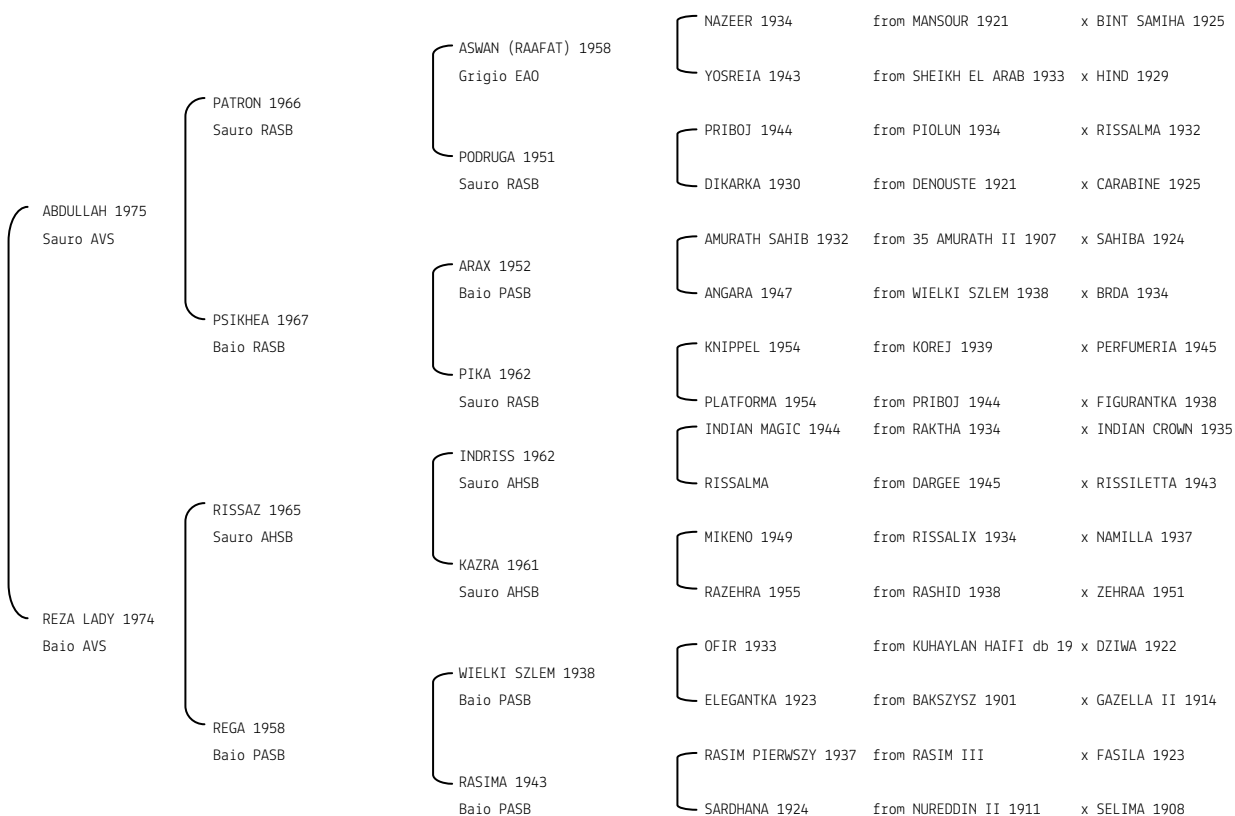 NAZEER 1934 from MANSOUR 1921 x BINT SAMIHA 1925
ASWAN (RAAFAT) 1958
Grigio EAO YOSREIA 1943 from SHEIKH EL ARAB 1933 x HIND 1929
PATRON 1966
Sauro RASB PRIBOJ 1944 from PIOLUN 1934 x RISSALMA 1932
PODRUGA 1951
Sauro RASB DIKARKA 1930 from DENOUSTE 1921 x CARABINE 1925
ABDULLAH 1975
Sauro AVS AMURATH SAHIB 1932 from 35 AMURATH II 1907 x SAHIBA 1924
ARAX 1952
Baio PASB ANGARA 1947 from WIELKI SZLEM 1938 x BRDA 1934
PSIKHEA 1967
Baio RASB KNIPPEL 1954 from KOREJ 1939 x PERFUMERIA 1945
PIKA 1962
Sauro RASB PLATFORMA 1954 from PRIBOJ 1944 x FIGURANTKA 1938
INDIAN MAGIC 1944 from RAKTHA 1934 x INDIAN CROWN 1935
INDRISS 1962
Sauro AHSB RISSALMA from DARGEE 1945 x RISSILETTA 1943
RISSAZ 1965
Sauro AHSB MIKENO 1949 from RISSALIX 1934 x NAMILLA 1937
KAZRA 1961
Sauro AHSB RAZEHRA 1955 from RASHID 1938 x ZEHRAA 1951
REZA LADY 1974
Baio AVS OFIR 1933 from KUHAYLAN HAIFI db 19 x DZIWA 1922
WIELKI SZLEM 1938
Baio PASB ELEGANTKA 1923 from BAKSZYSZ 1901 x GAZELLA II 1914
REGA 1958
Baio PASB RASIM PIERWSZY 1937 from RASIM III x FASILA 1923
RASIMA 1943
Baio PASB SARDHANA 1924 from NUREDDIN II 1911 x SELIMA 1908